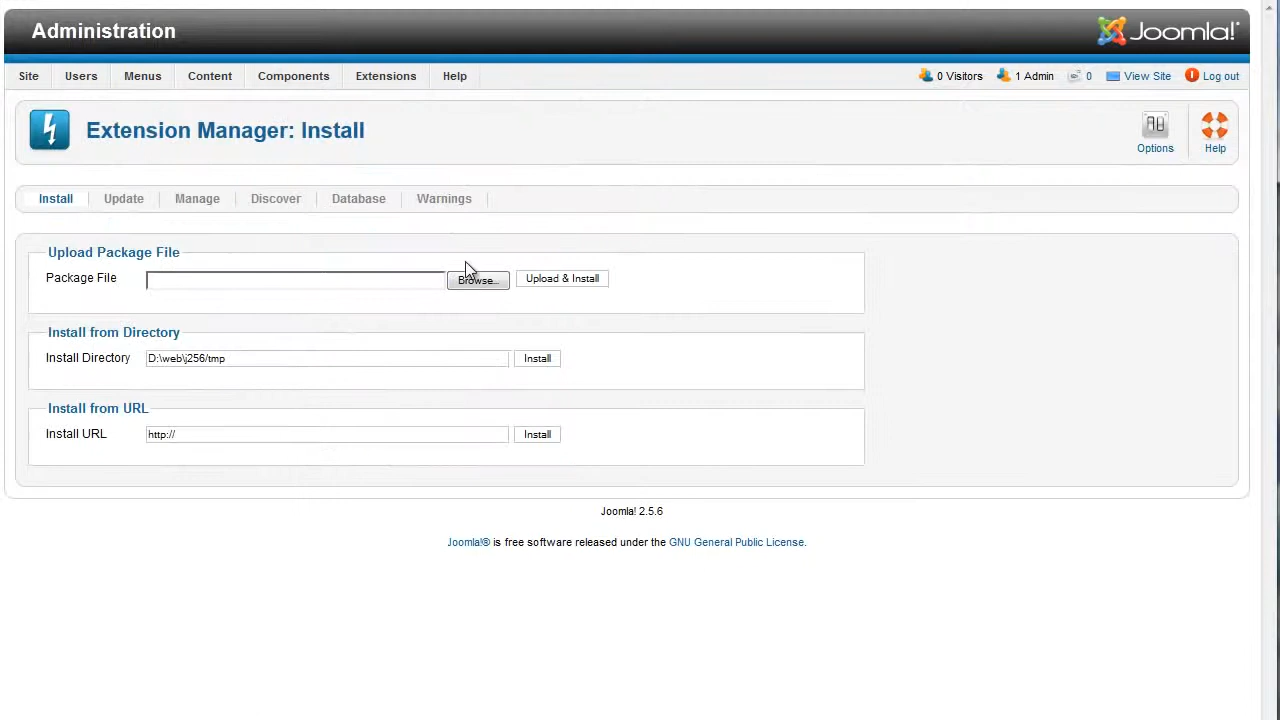 Administration
Joomla!
Site Users Menus Content Components Extensions Help 0 Visitors 1 Admin 0 View Site Log out
Extension Manager: Install
Options Help
Install Update Manage Discover Database Warnings
Upload Package File
Package File Browse... Upload & Install
Install from Directory
Install Directory D:\web\j256/tmp Install
Install from URL
Install URL http:// Install
Joomla! 2.5.6
Joomla!® is free software released under the GNU General Public License.